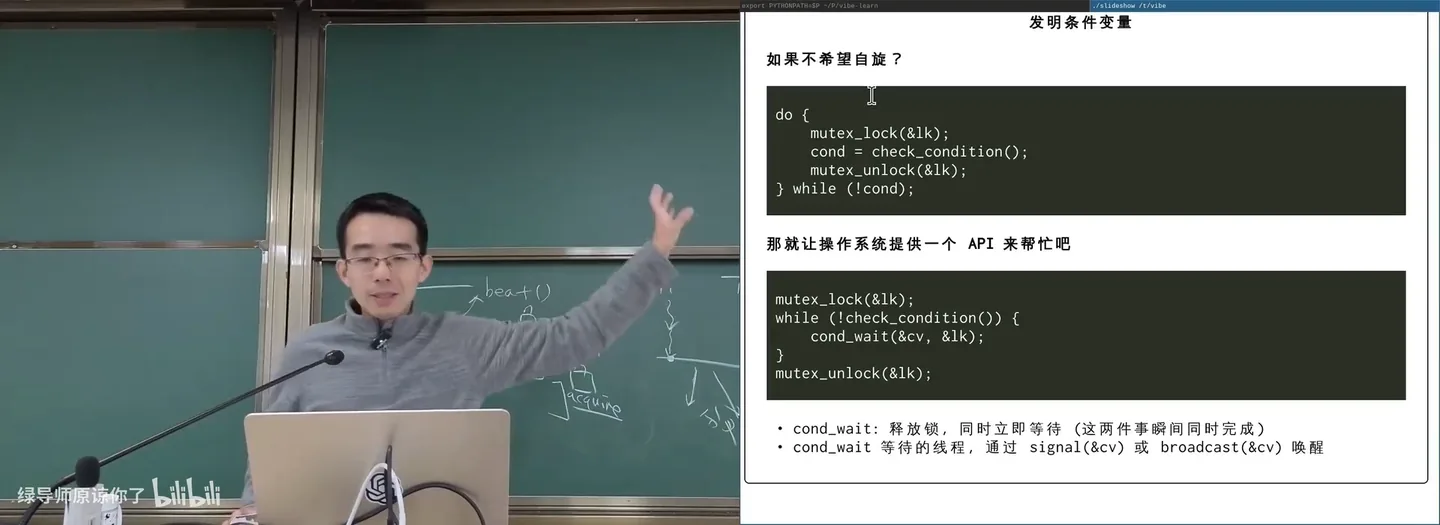 export PYTHONPATH=$P ~/P/vibe-learn
./slideshow /t/vibe
发明条件变量
如果不希望自旋？
do {
    mutex_lock(&lk);
    cond = check_condition();
    mutex_unlock(&lk);
} while (!cond);
那就让操作系统提供一个 API 来帮忙吧
mutex_lock(&lk);
while (!check_condition()) {
    cond_wait(&cv, &lk);
}
mutex_unlock(&lk);
• cond_wait: 释放锁，同时立即等待 (这两件事瞬间同时完成)
• cond_wait 等待的线程，通过 signal(&cv) 或 broadcast(&cv) 唤醒
beat()
acquire
绿导师原谅你了 bilibili